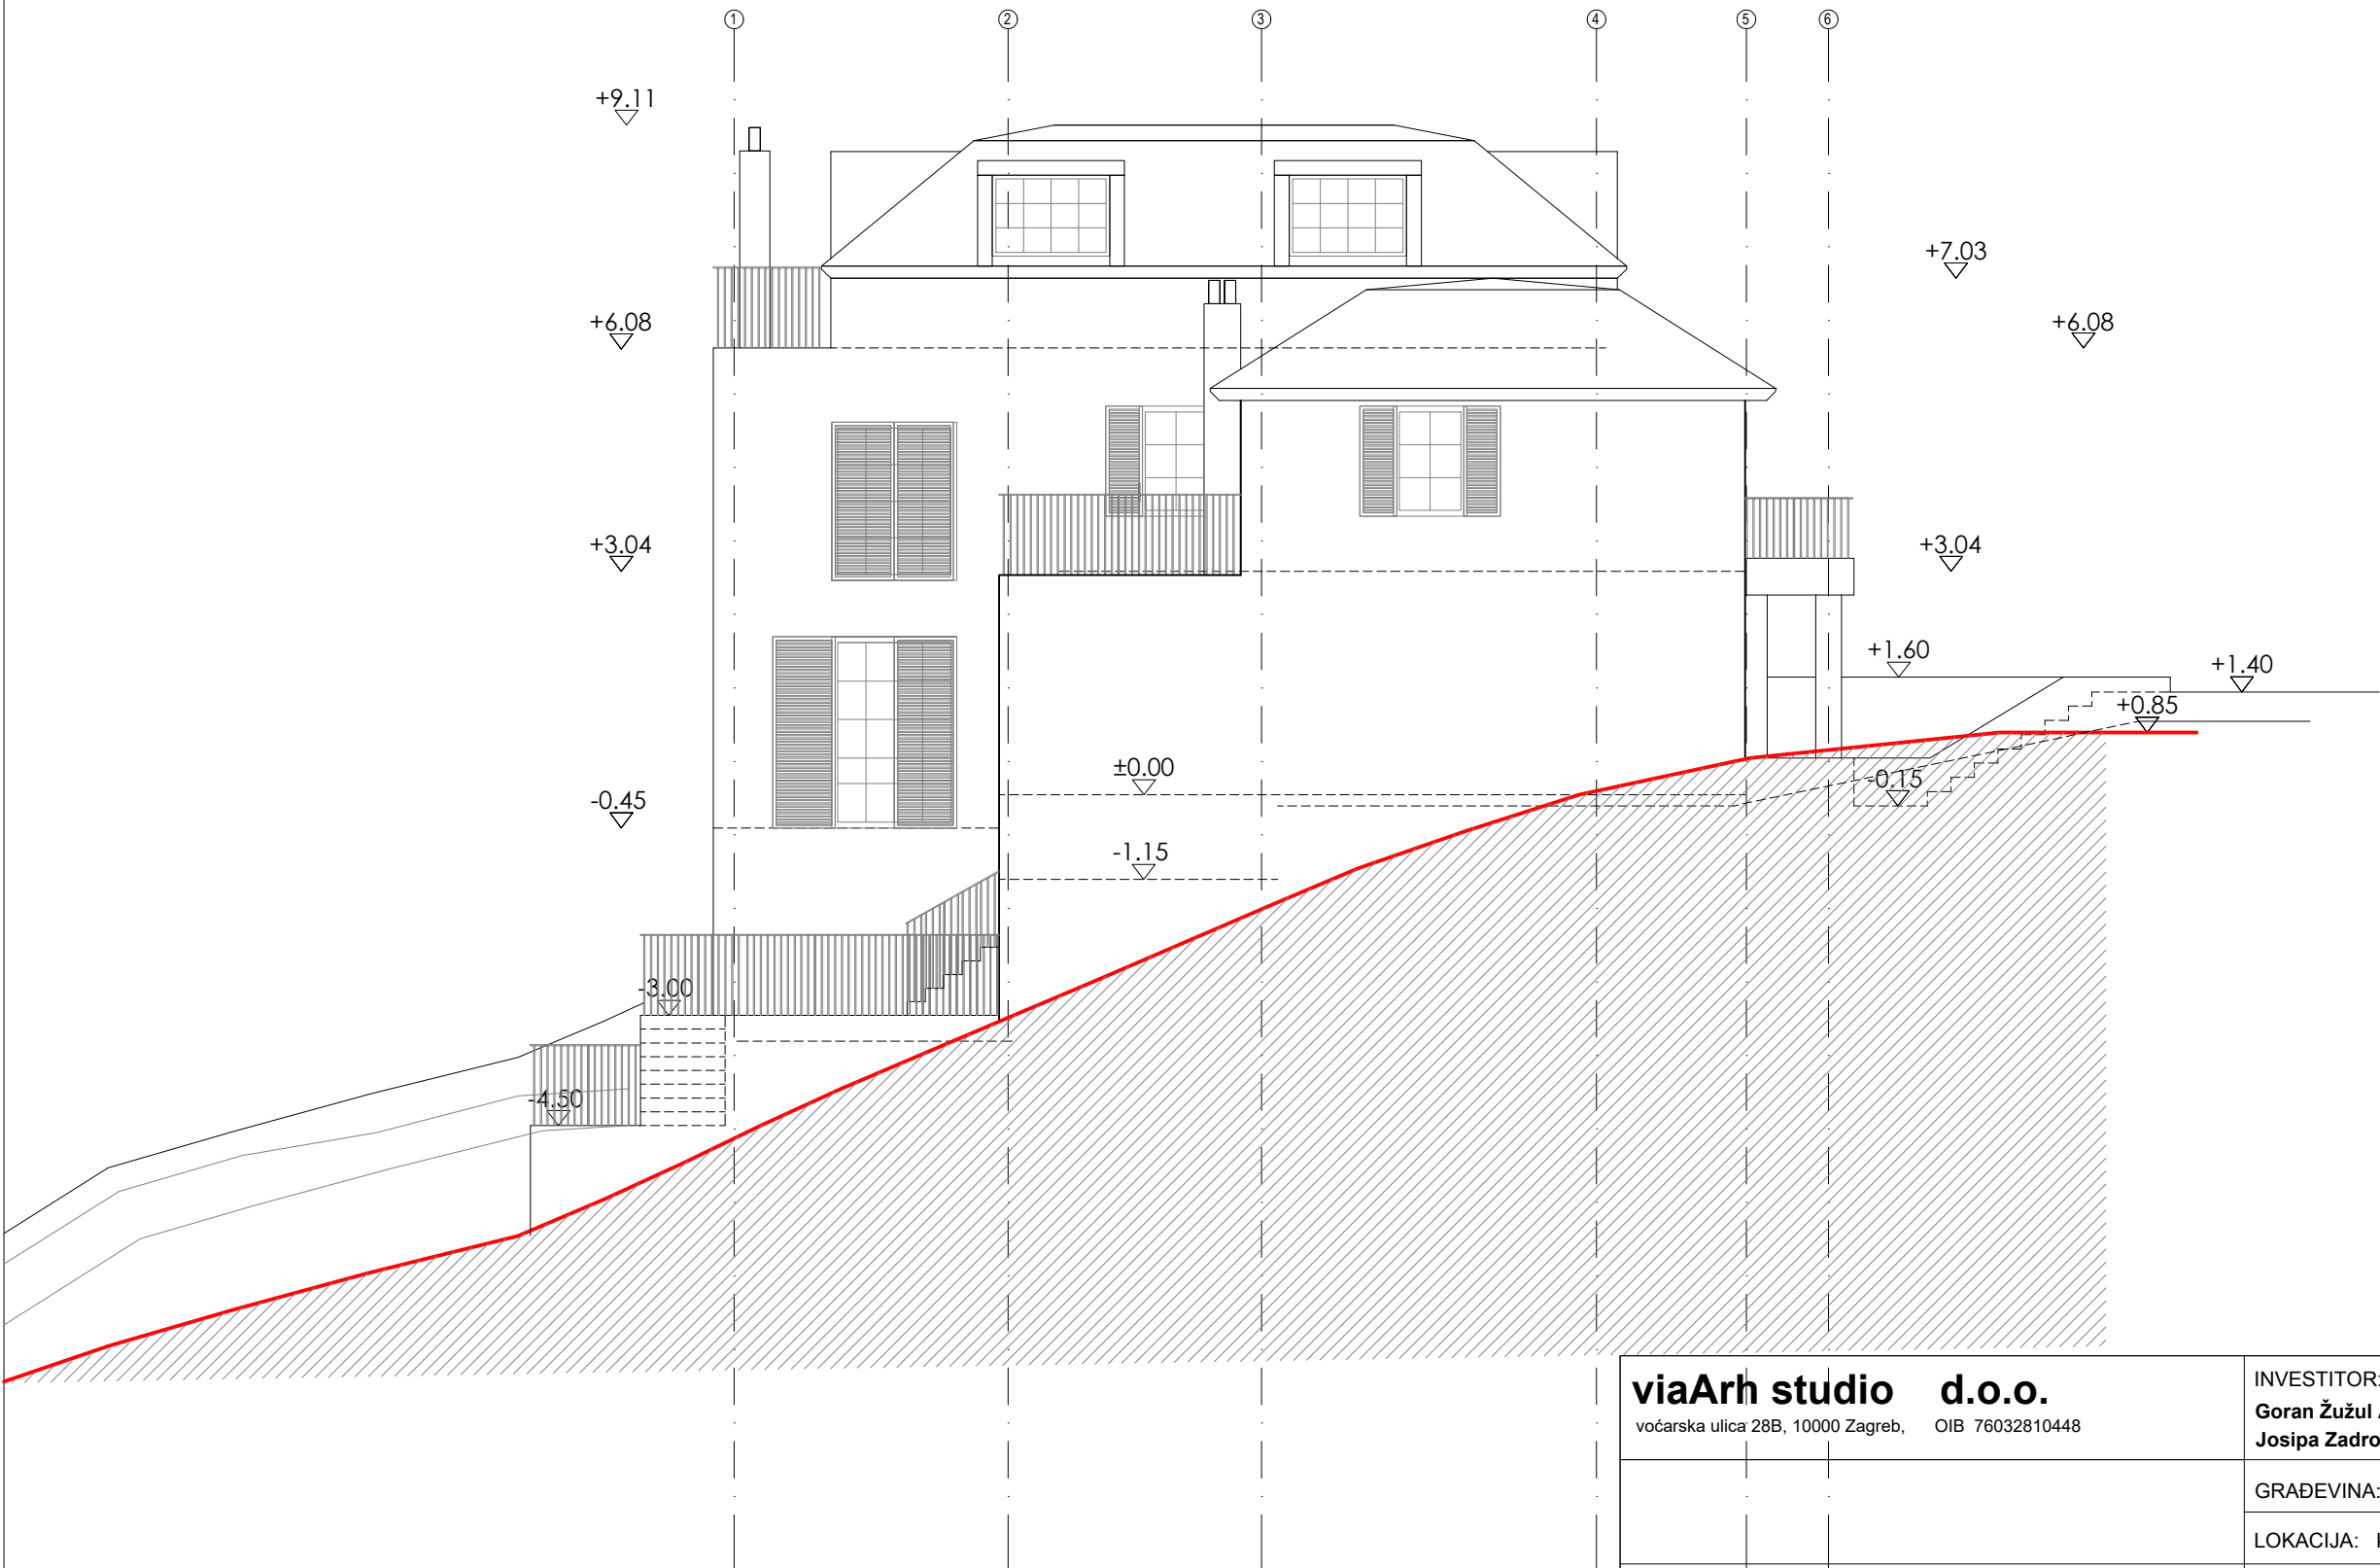 1 2 3 4 5 6
+9.11
+7.03
+6.08 +6.08
+3.04 +3.04
+1.60
+1.40
+0.85
±0.00
-0.15
-0.45
-1.15
-3.00
-4.50
viaArh studio d.o.o.
voćarska ulica 28B, 10000 Zagreb, OIB 76032810448
INVESTITOR:
Goran Žužul
Josipa Zadro
GRAĐEVINA:
LOKACIJA: